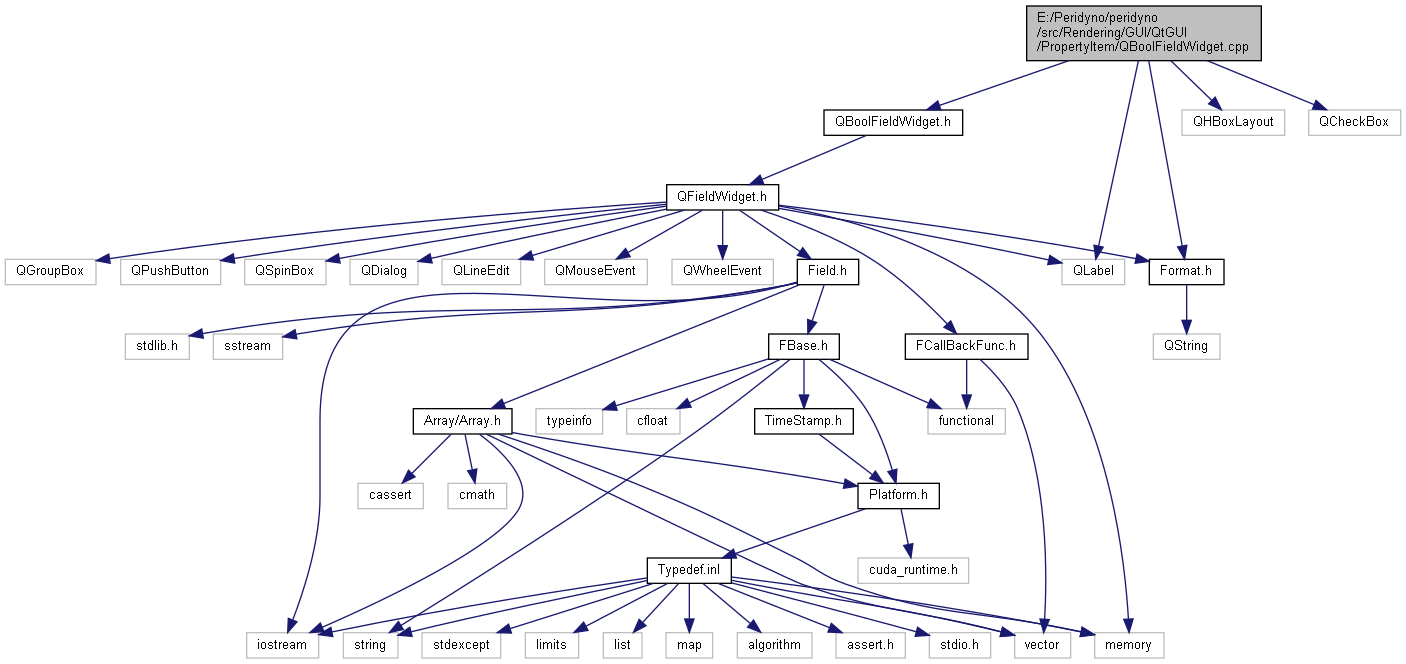 E:/Peridyno/peridyno
/src/Rendering/GUI/QtGUI
/PropertyItem/QBoolFieldWidget.cpp
QBoolFieldWidget.h
QHBoxLayout
QCheckBox
QFieldWidget.h
QGroupBox
QPushButton
QSpinBox
QDialog
QLineEdit
QMouseEvent
QWheelEvent
Field.h
QLabel
Format.h
stdlib.h
sstream
FBase.h
FCallBackFunc.h
QString
Array/Array.h
typeinfo
cfloat
TimeStamp.h
functional
cassert
cmath
Platform.h
Typedef.inl
cuda_runtime.h
iostream
string
stdexcept
limits
list
map
algorithm
assert.h
stdio.h
vector
memory